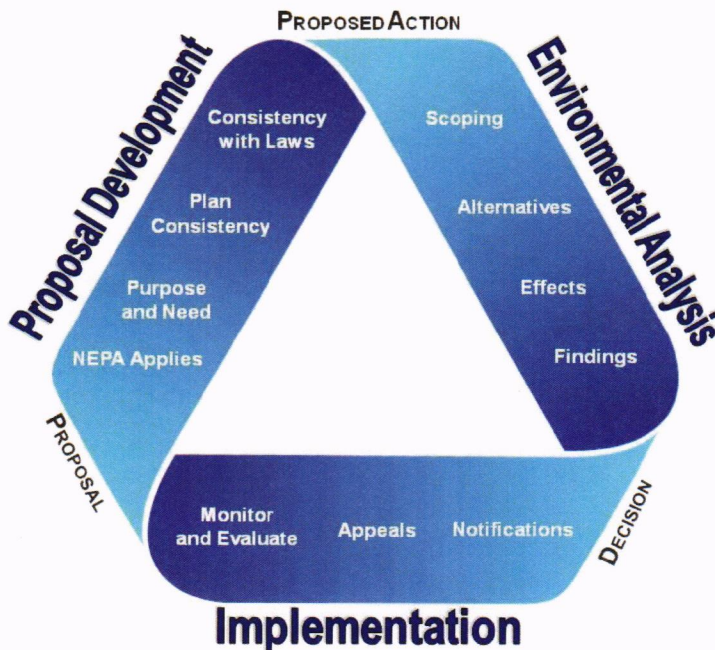 PROPOSED ACTION
Proposal Development
Consistency
with Laws
Plan
Consistency
Purpose
and Need
NEPA Applies
PROPOSAL
Environmental Analysis
Scoping
Alternatives
Effects
Findings
DECISION
Notifications
Appeals
Monitor
and Evaluate
Implementation